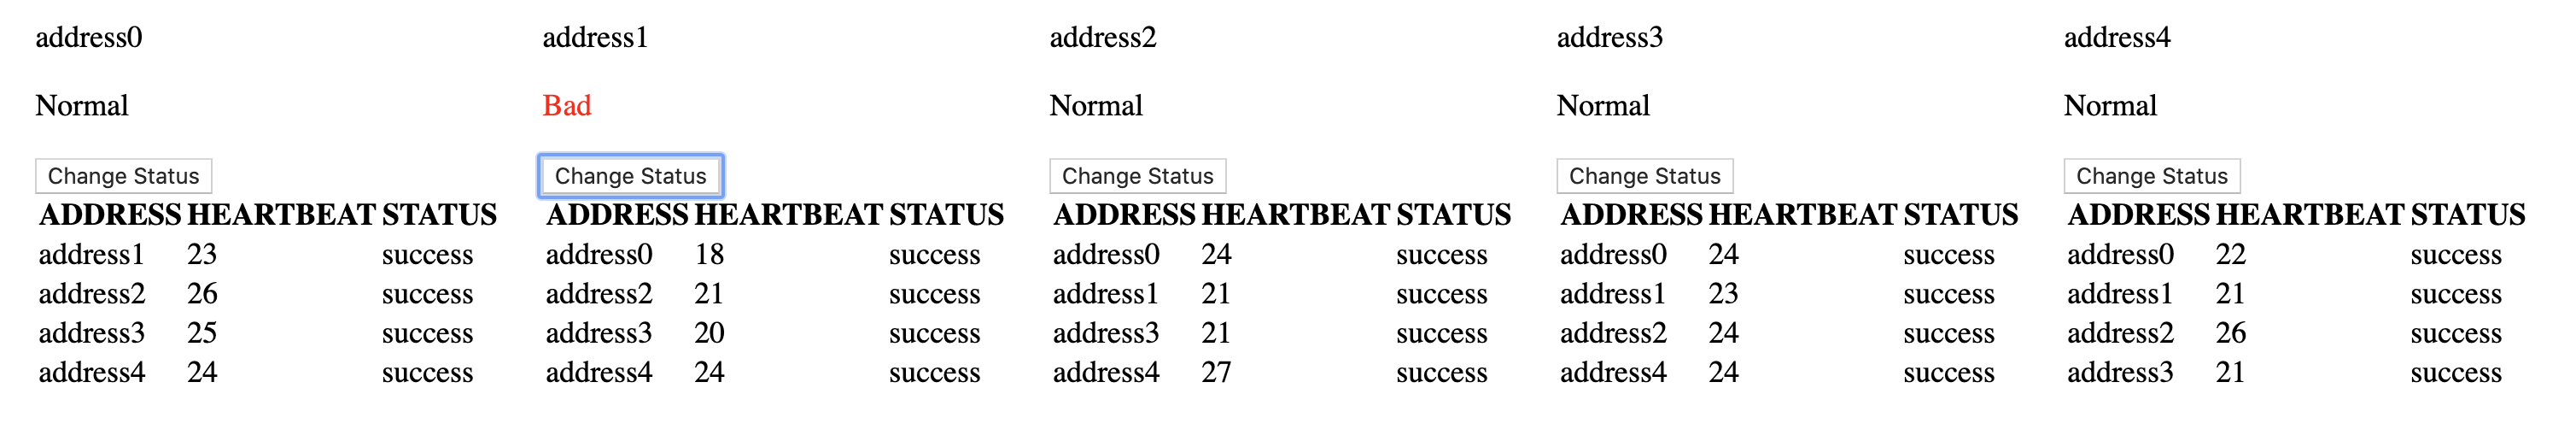 address0 address1 address2 address3 address4
Normal Bad Normal Normal Normal
Change Status Change Status Change Status Change Status Change Status
ADDRESS HEARTBEAT STATUS ADDRESS HEARTBEAT STATUS ADDRESS HEARTBEAT STATUS ADDRESS HEARTBEAT STATUS ADDRESS HEARTBEAT STATUS
address1 23 success address0 18 success address0 24 success address0 24 success address0 22 success
address2 26 success address2 21 success address1 21 success address1 23 success address1 21 success
address3 25 success address3 20 success address3 21 success address2 24 success address2 26 success
address4 24 success address4 24 success address4 27 success address4 24 success address3 21 success